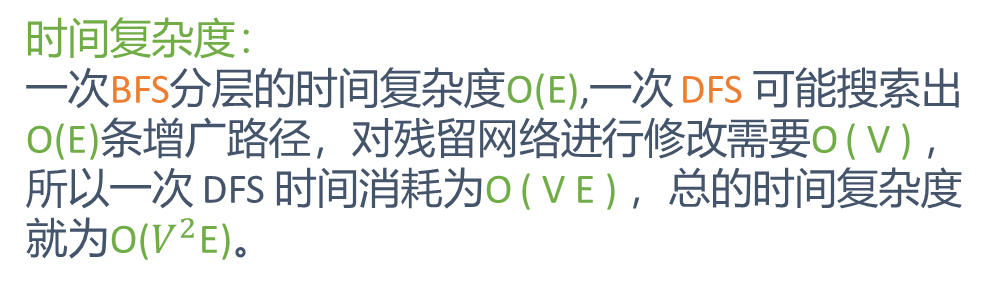 时间复杂度：
一次BFS分层的时间复杂度O(E),一次 DFS 可能搜索出
O(E)条增广路径，对残留网络进行修改需要O ( V ) ，
所以一次 DFS 时间消耗为O ( V E ) ，总的时间复杂度
就为O(𝑉²E)。